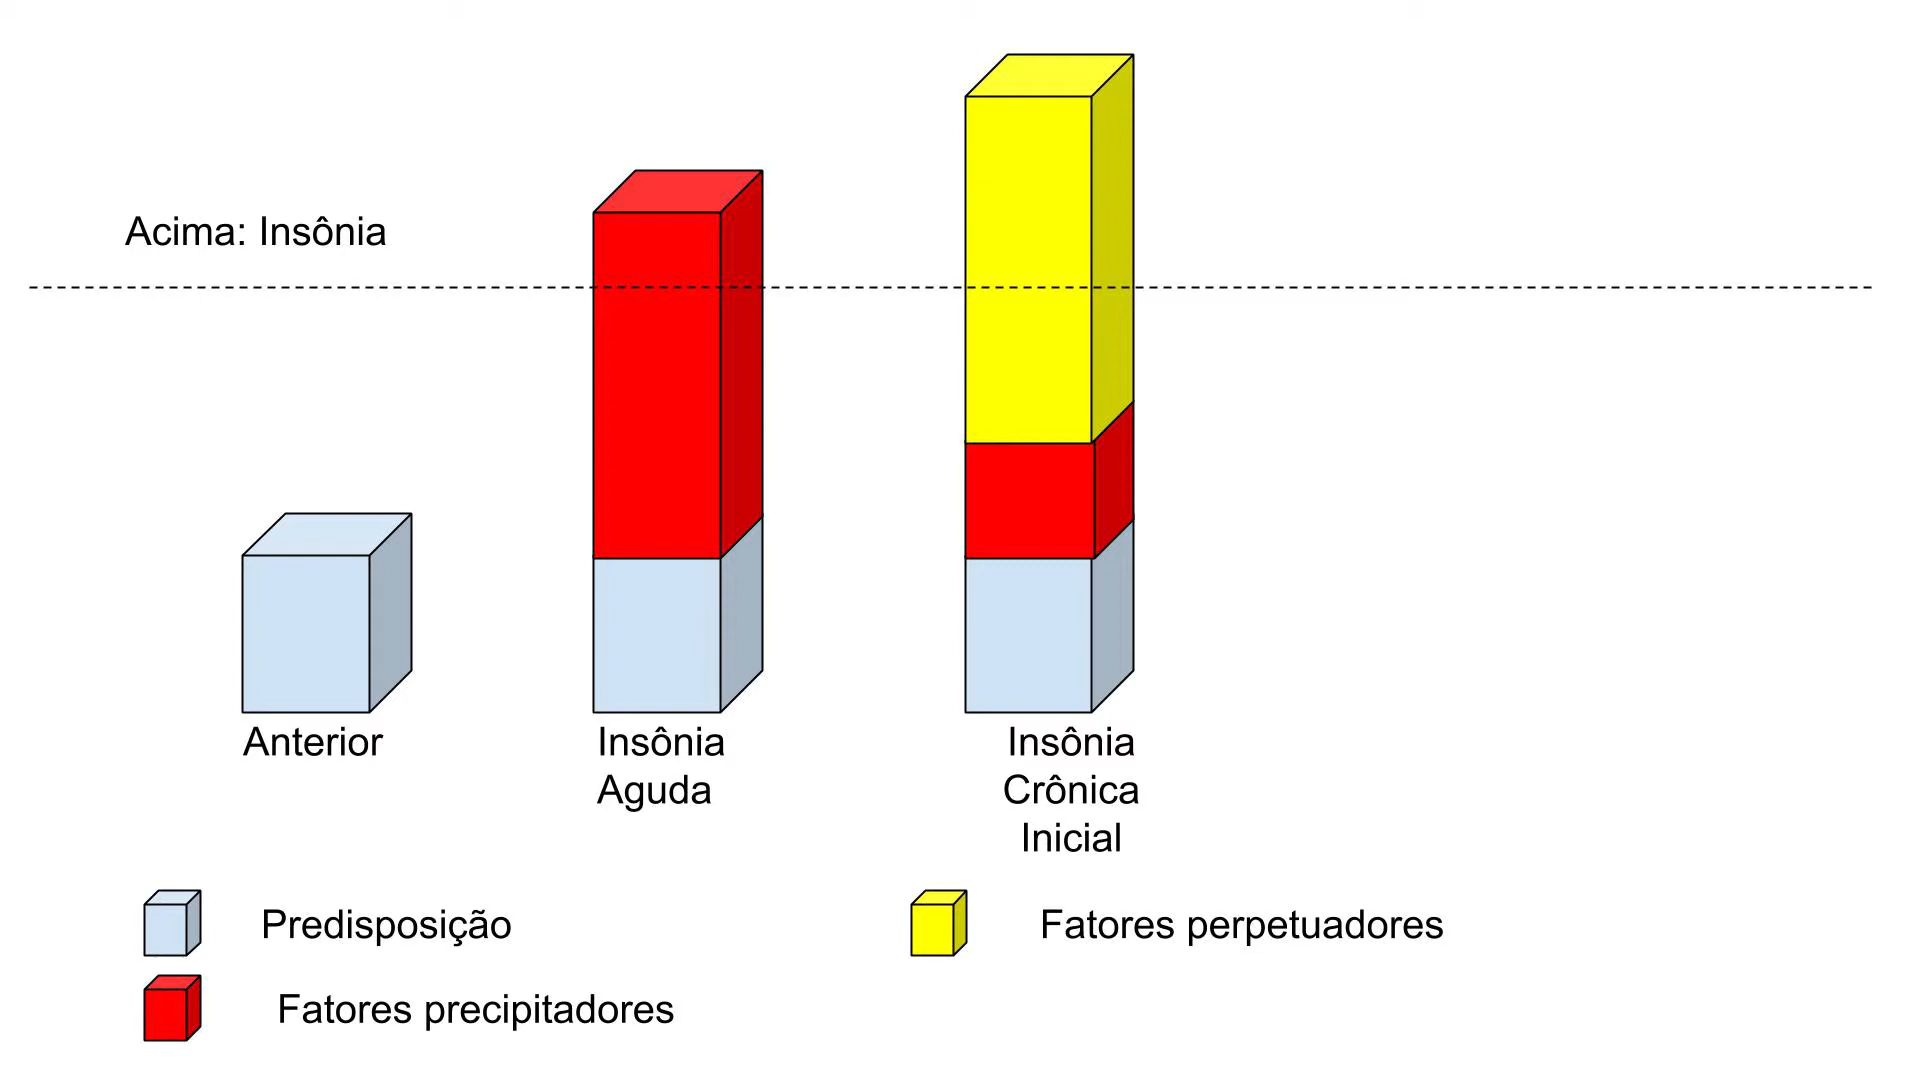 Acima: Insônia
Anterior
Insônia
Aguda
Insônia
Crônica
Inicial
Predisposição
Fatores perpetuadores
Fatores precipitadores